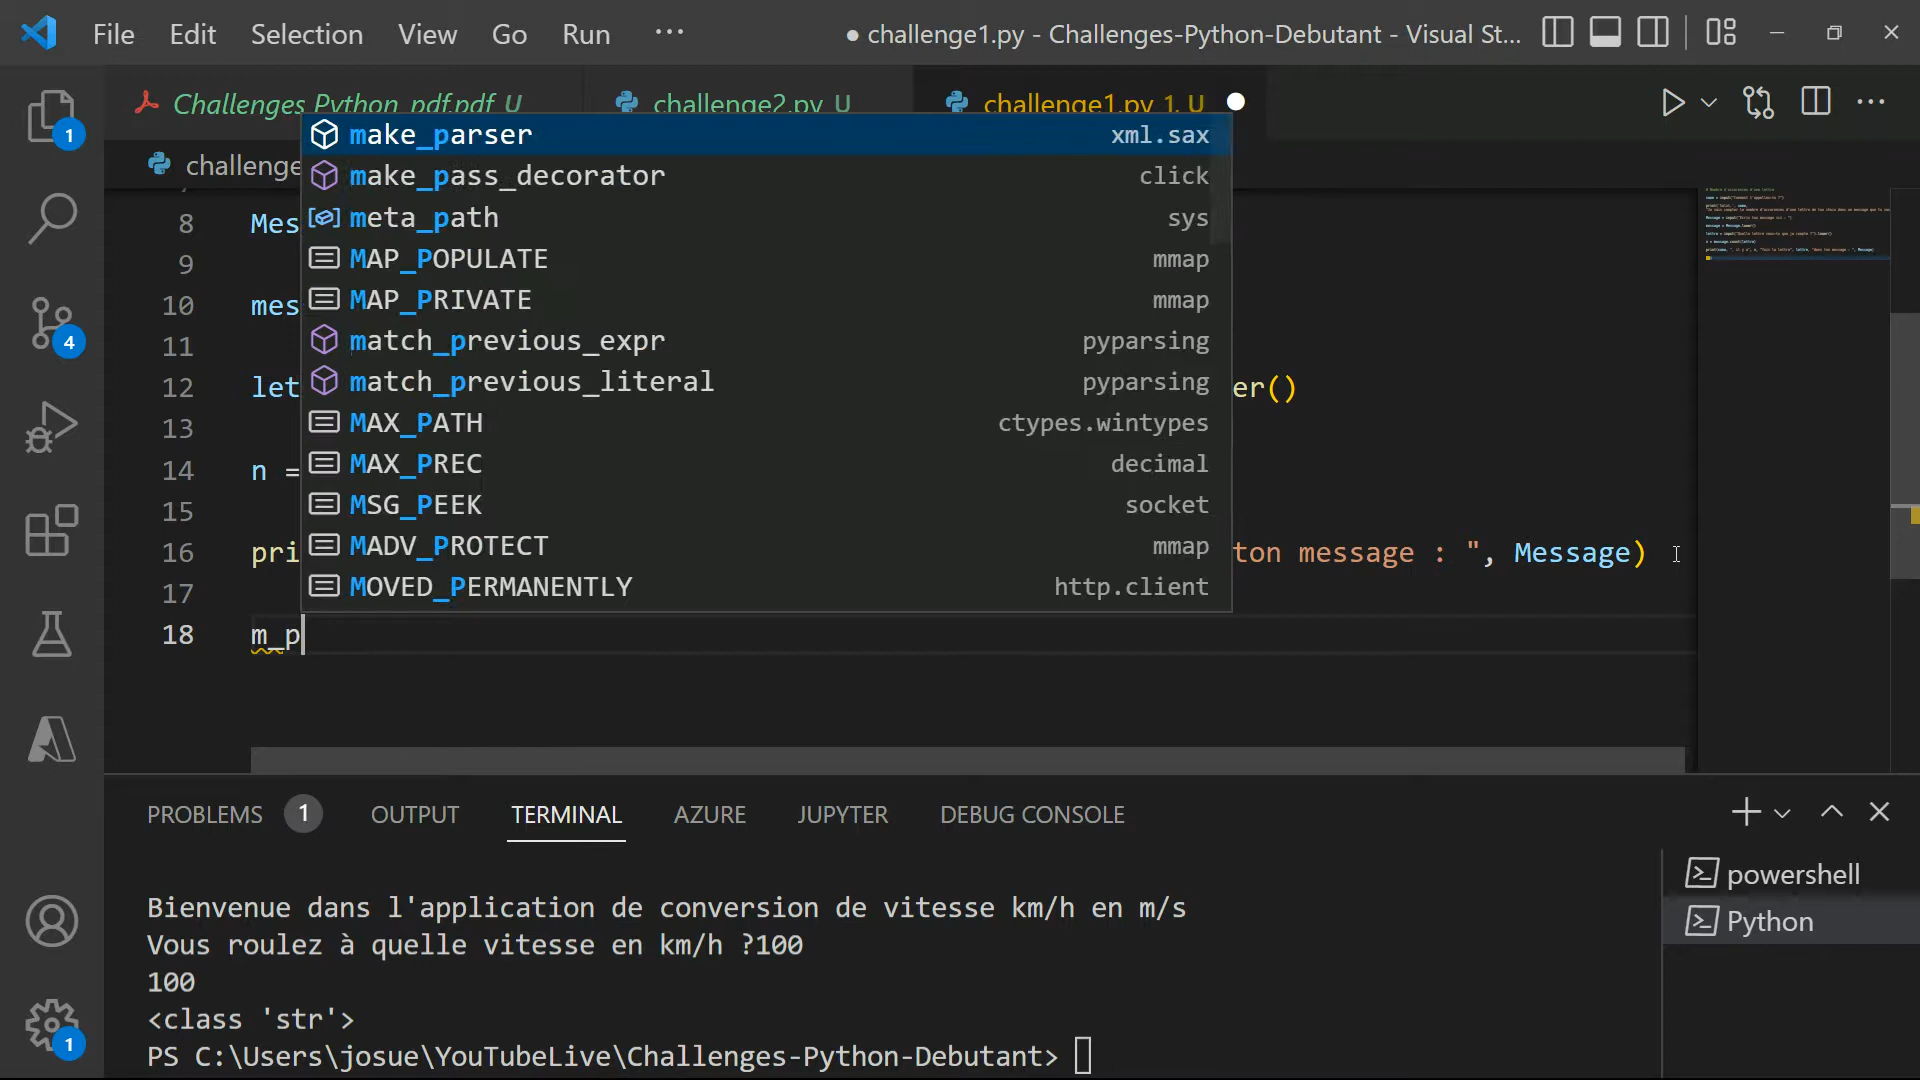 File Edit Selection View Go Run ··· ● challenge1.py - Challenges-Python-Debutant - Visual St...
Challenges Python pdf.pdf U challenge2.py U challenge1.py 1, U
challenge
make_parser xml.sax
make_pass_decorator click
meta_path sys
MAP_POPULATE mmap
MAP_PRIVATE mmap
match_previous_expr pyparsing
match_previous_literal pyparsing
MAX_PATH ctypes.wintypes
MAX_PREC decimal
MSG_PEEK socket
MADV_PROTECT mmap
MOVED_PERMANENTLY http.client
8 Mes
9
10 mes
11
12 let er()
13
14 n =
15
16 pri ton message : ", Message)
17
18 m_p
PROBLEMS 1 OUTPUT TERMINAL AZURE JUPYTER DEBUG CONSOLE
Bienvenue dans l'application de conversion de vitesse km/h en m/s
Vous roulez à quelle vitesse en km/h ?100
100
<class 'str'>
PS C:\Users\josue\YouTubeLive\Challenges-Python-Debutant>
powershell
Python
1
4
1